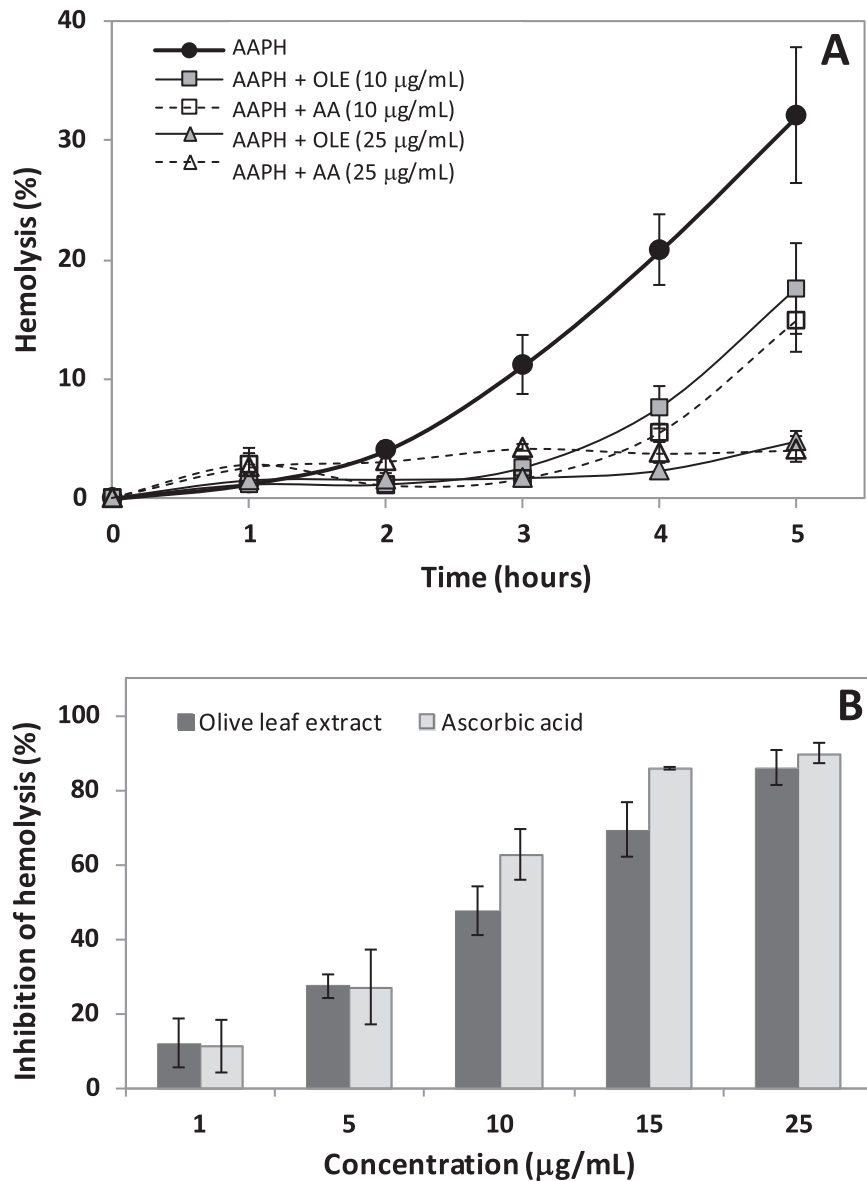 A
AAPH
AAPH + OLE (10 µg/mL)
AAPH + AA (10 µg/mL)
AAPH + OLE (25 µg/mL)
AAPH + AA (25 µg/mL)
Hemolysis (%)
40
30
20
10
0
0 1 2 3 4 5
Time (hours)
B
Olive leaf extract Ascorbic acid
Inhibition of hemolysis (%)
100
80
60
40
20
0
1 5 10 15 25
Concentration (µg/mL)